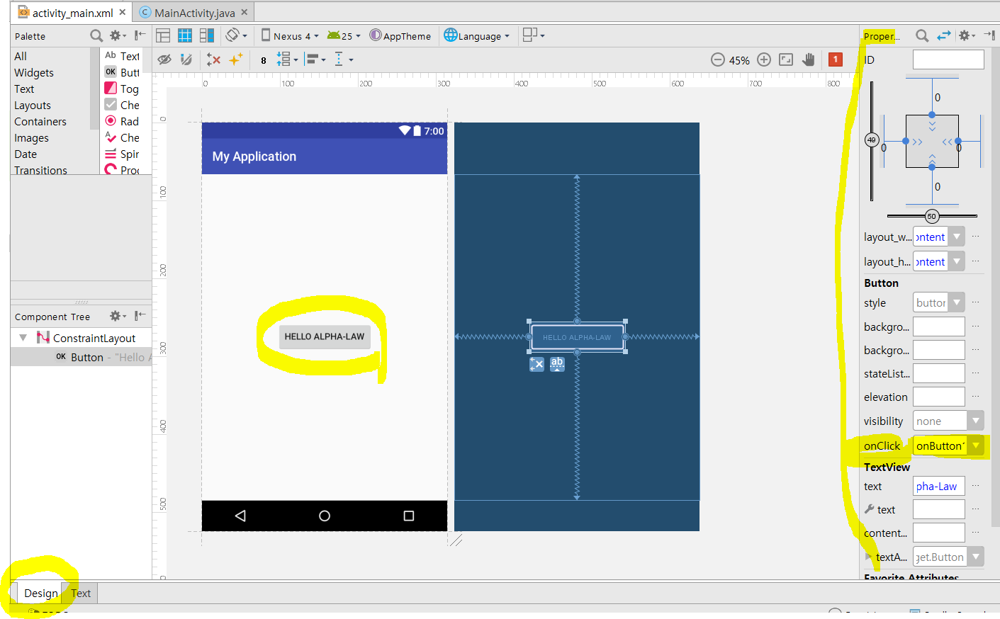 activity_main.xml
MainActivity.java
Palette
Nexus 4
25
AppTheme
Language
Proper...
All
Widgets
Text
Layouts
Containers
Images
Date
Transitions
Ab Text
OK Butt
Tog
Che
Rad
Che
Spir
Proc
8
45%
1
ID
0 100 200 300 400 500 600 700 800
0
100
200
300
400
500
7:00
My Application
HELLO ALPHA-LAW
HELLO ALPHA-LAW
ab
0
49
0
0
0
50
layout_w... ontent
layout_h... ontent
Button
style button
backgro...
backgro...
stateList...
elevation
visibility none
onClick onButton
TextView
text pha-Law
text
content...
textA... get.Button
Favorite Attributes
Component Tree
ConstraintLayout
OK Button - "Hello A
Design
Text